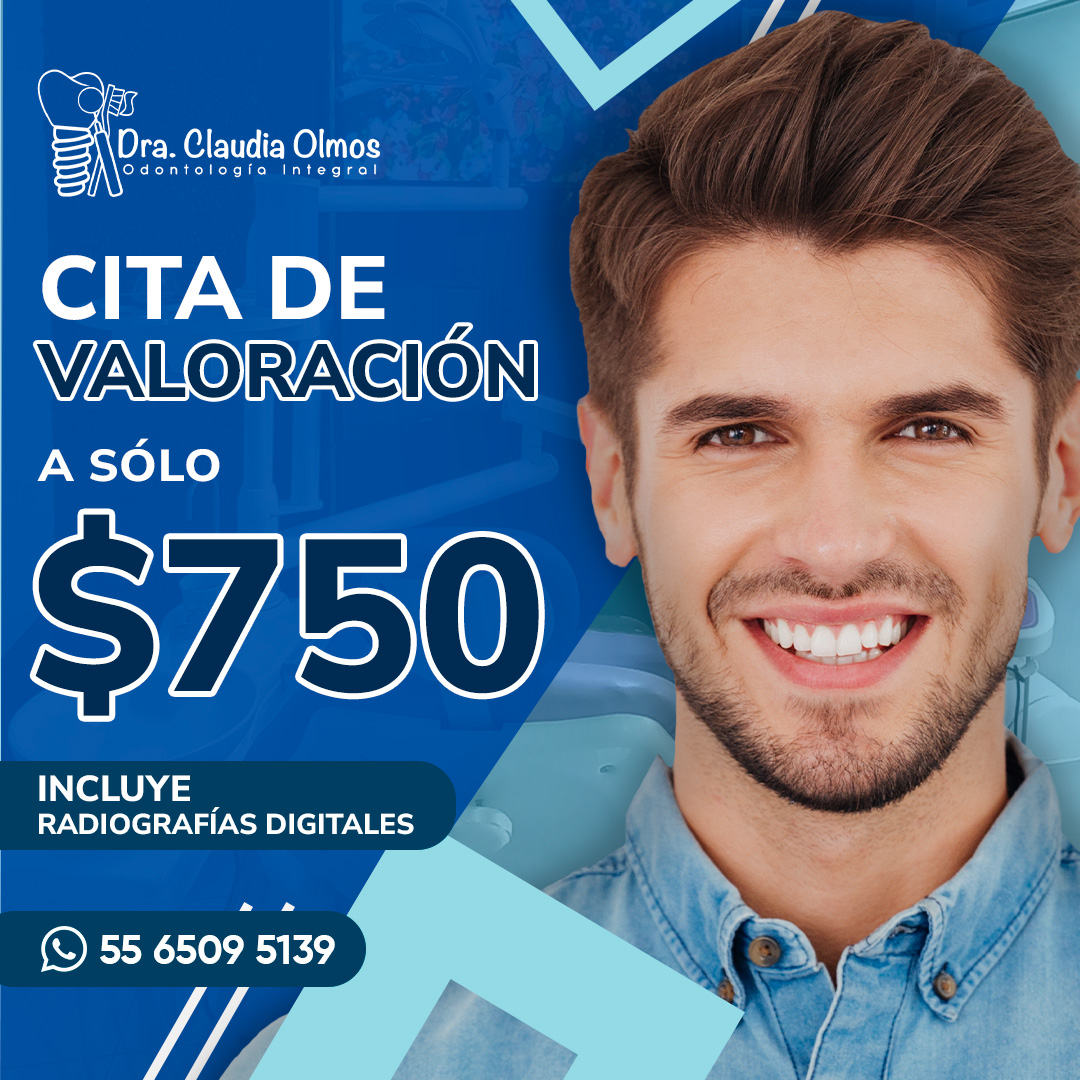 Dra. Claudia Olmos
Odontología Integral
CITA DE
VALORACIÓN
A SÓLO
$750
INCLUYE
RADIOGRAFÍAS DIGITALES
55 6509 5139